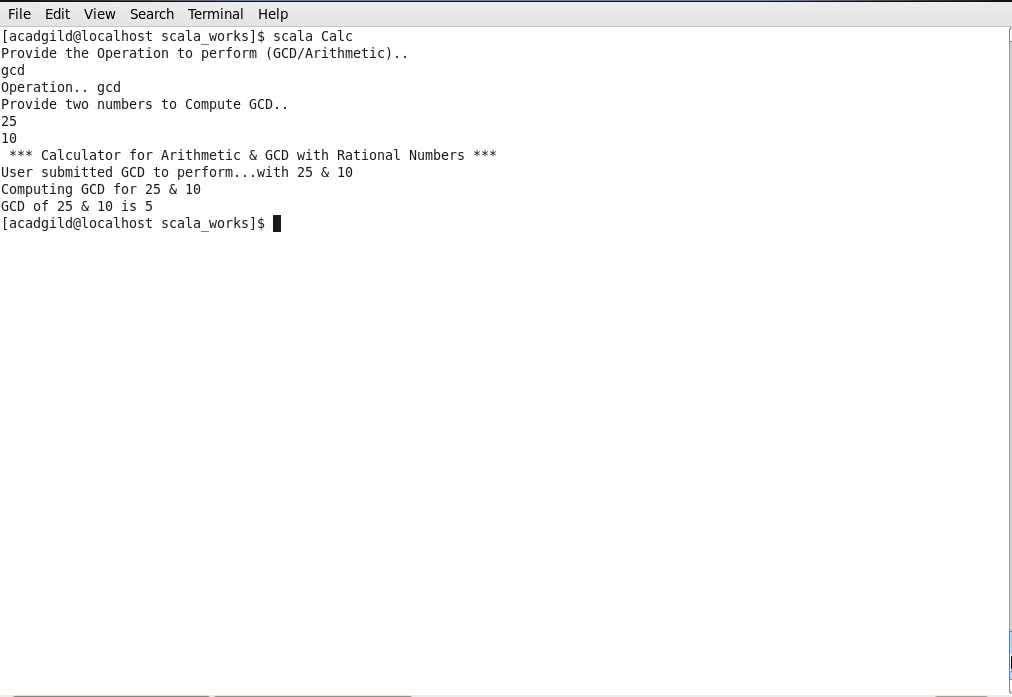 File Edit View Search Terminal Help
[acadgild@localhost scala_works]$ scala Calc
Provide the Operation to perform (GCD/Arithmetic)..
gcd
Operation.. gcd
Provide two numbers to Compute GCD..
25
10
*** Calculator for Arithmetic & GCD with Rational Numbers ***
User submitted GCD to perform...with 25 & 10
Computing GCD for 25 & 10
GCD of 25 & 10 is 5
[acadgild@localhost scala_works]$